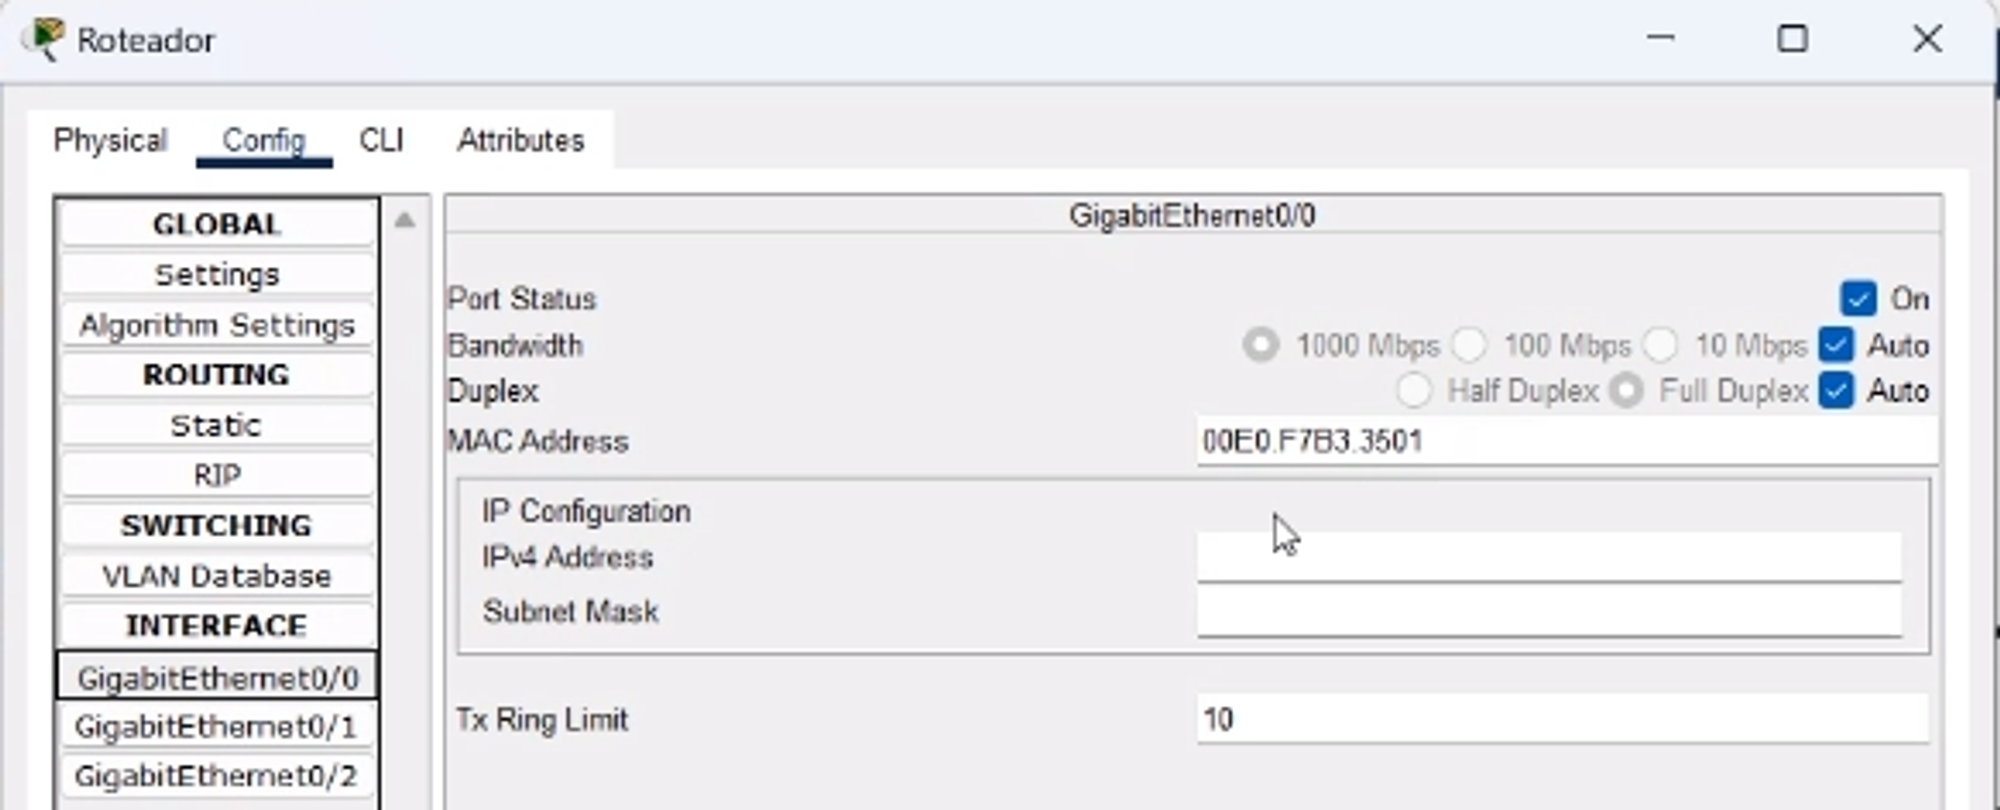 Roteador
Physical Config CLI Attributes
GLOBAL
Settings
Algorithm Settings
ROUTING
Static
RIP
SWITCHING
VLAN Database
INTERFACE
GigabitEthernet0/0
GigabitEthernet0/1
GigabitEthernet0/2
GigabitEthernet0/0
Port Status On
Bandwidth 1000 Mbps 100 Mbps 10 Mbps Auto
Duplex Half Duplex Full Duplex Auto
MAC Address 00E0.F7B3.3501
IP Configuration
IPv4 Address
Subnet Mask
Tx Ring Limit 10